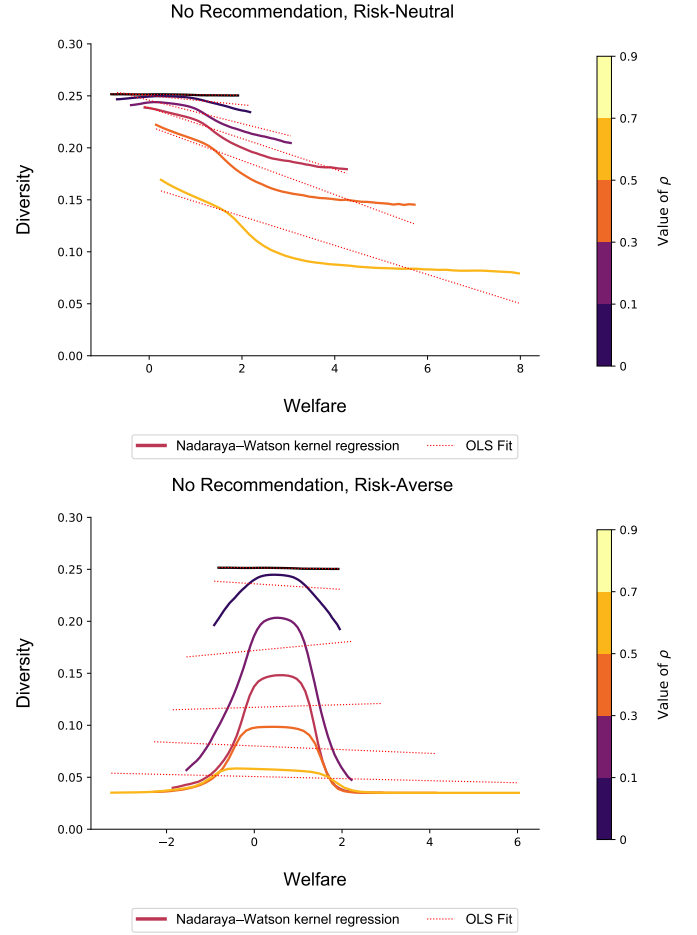 No Recommendation, Risk-Neutral
0.30
0.25
0.20
0.15
0.10
0.05
0.00
Diversity
0 2 4 6 8
Welfare
0.9
0.7
0.5
0.3
0.1
0
Value of ρ
Nadaraya–Watson kernel regression OLS Fit
No Recommendation, Risk-Averse
0.30
0.25
0.20
0.15
0.10
0.05
0.00
Diversity
−2 0 2 4 6
Welfare
0.9
0.7
0.5
0.3
0.1
0
Value of ρ
Nadaraya–Watson kernel regression OLS Fit